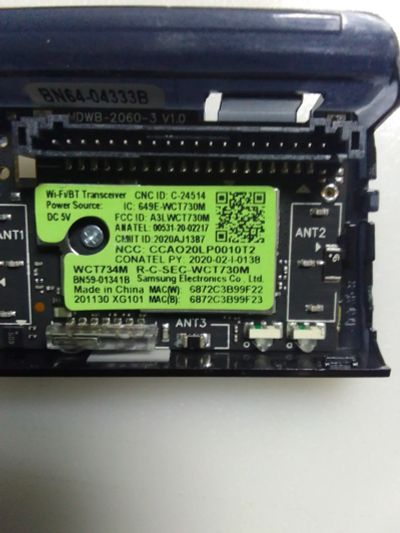 BN64-04333B
WDWB-2060-3 V1.0
Wi-Fi/BT Transceiver CNC ID: C-24514
Power Source: IC: 649E-WCT730M
DC 5V FCC ID: A3LWCT730M
ANATEL: 00531-20-02217
CMIIT ID:2020AJ1387
NCC: CCAO20LP0010T2
CONATEL PY: 2020-02-I-0138
WCT734M R-C-SEC-WCT730M
BN59-01341B Samsung Electronics Co., Ltd.
Made in China MAC(W) 6872C3B99F22
201130 XG101 MAC(B) 6872C3B99F23
ANT1
ANT2
ANT3